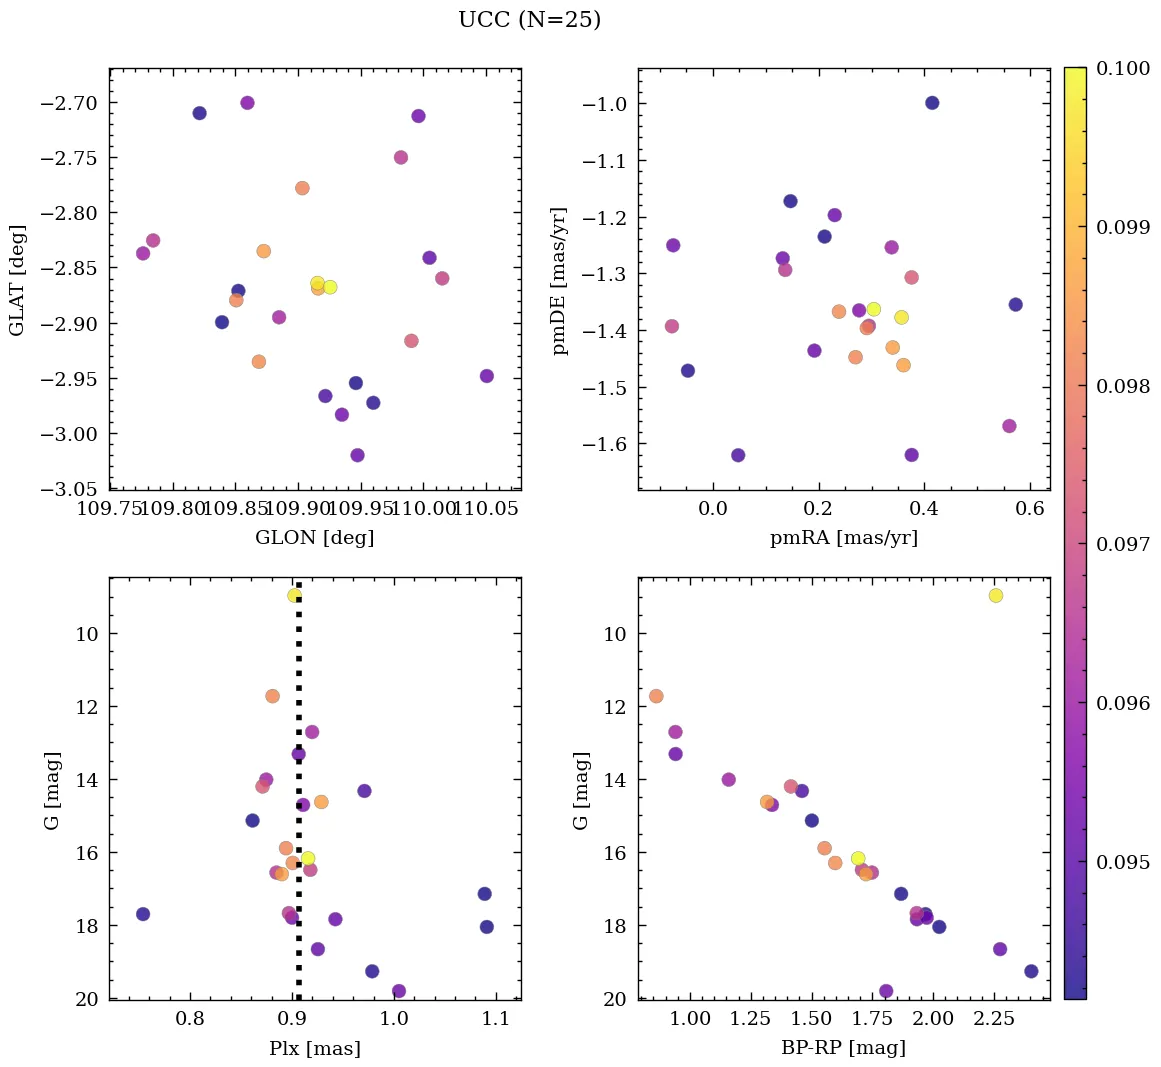 UCC (N=25)
−2.70
−2.75
−2.80
−2.85
−2.90
−2.95
−3.00
−3.05
GLAT [deg]
109.75 109.80 109.85 109.90 109.95 110.00 110.05
GLON [deg]
−1.0
−1.1
−1.2
−1.3
−1.4
−1.5
−1.6
pmDE [mas/yr]
0.0 0.2 0.4 0.6
pmRA [mas/yr]
0.100
0.099
0.098
0.097
0.096
0.095
10
12
14
16
18
20
G [mag]
0.8 0.9 1.0 1.1
Plx [mas]
10
12
14
16
18
20
G [mag]
1.00 1.25 1.50 1.75 2.00 2.25
BP-RP [mag]